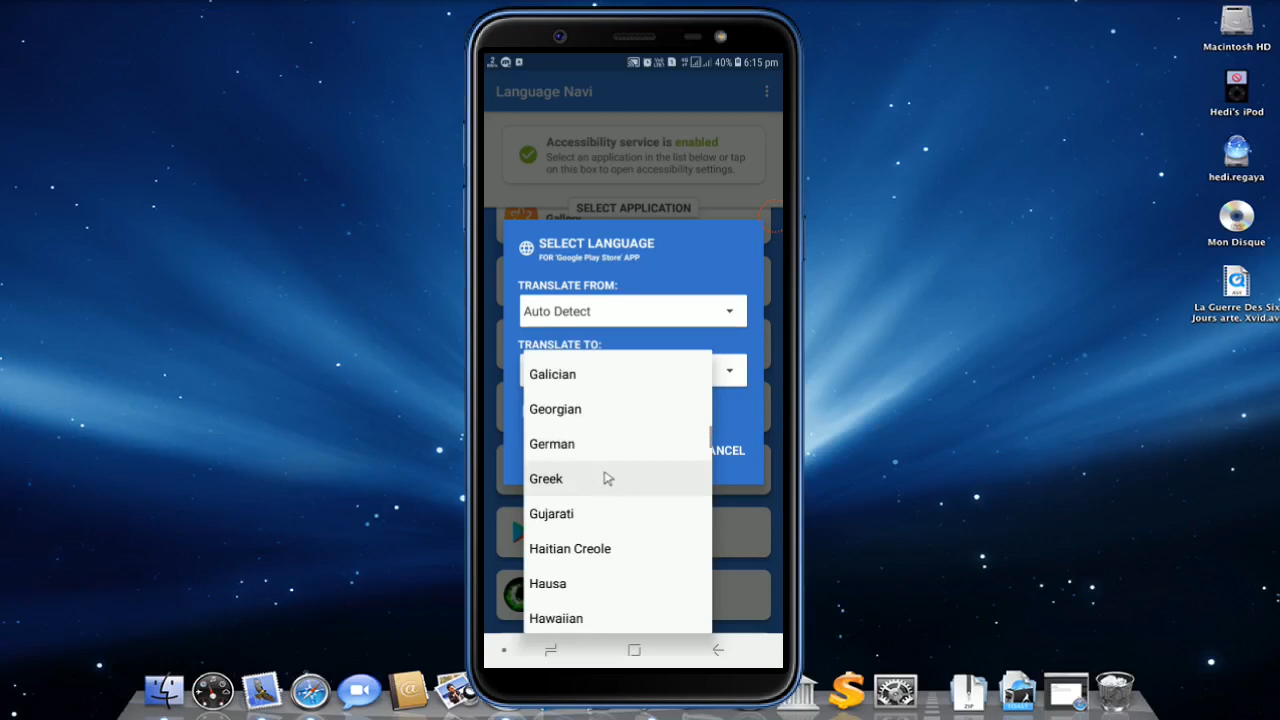 Macintosh HD
Hedi's iPod
hedi.regaya
Mon Disque
La Guerre Des Six
Jours arte. Xvid.av
40% 6:15 pm
Language Navi
Accessibility service is enabled
Select an application in the list below or tap
on this box to open accessibility settings.
SELECT APPLICATION
Gallery
SELECT LANGUAGE
FOR 'Google Play Store' APP
TRANSLATE FROM:
Auto Detect
TRANSLATE TO:
Galician
Georgian
German
ANCEL
Greek
Gujarati
Haitian Creole
Hausa
Hawaiian
ZIP